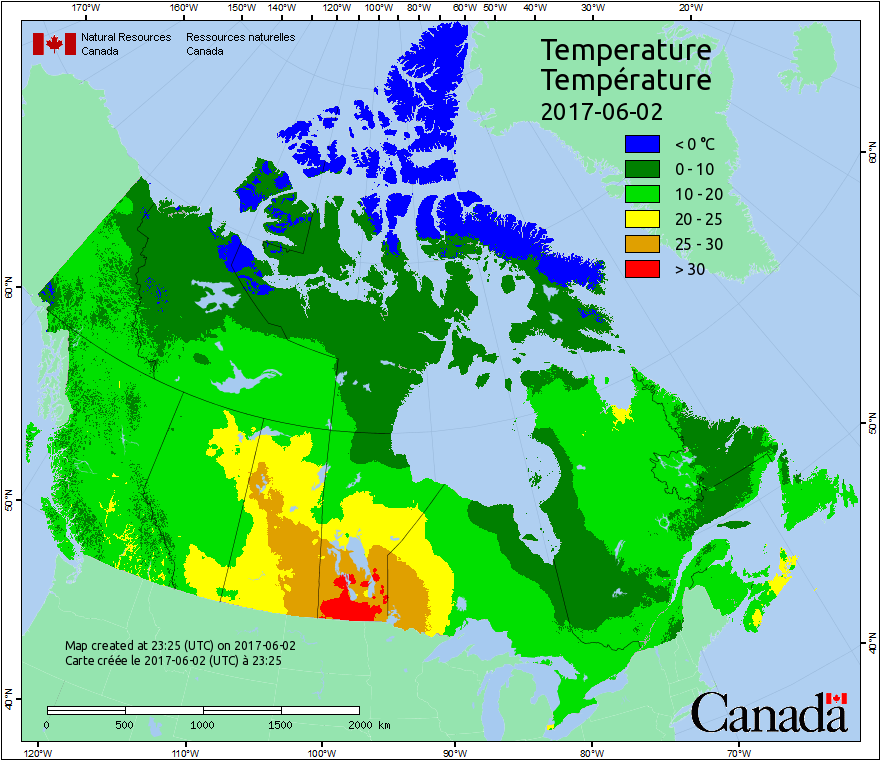 170°W 160°W 150°W 140°W 130°W 120°W 110°W 100°W 90°W 80°W 60°W 50°W 40°W 30°W 20°W
Natural Resources Canada
Ressources naturelles Canada
Temperature
Température
2017-06-02
< 0 °C
0 - 10
10 - 20
20 - 25
25 - 30
> 30
60°N
60°N
50°N
50°N
40°N
40°N
Map created at 23:25 (UTC) on 2017-06-02
Carte créée le 2017-06-02 (UTC) à 23:25
0 500 1000 1500 2000 km
Canada
120°W 110°W 100°W 90°W 80°W 70°W